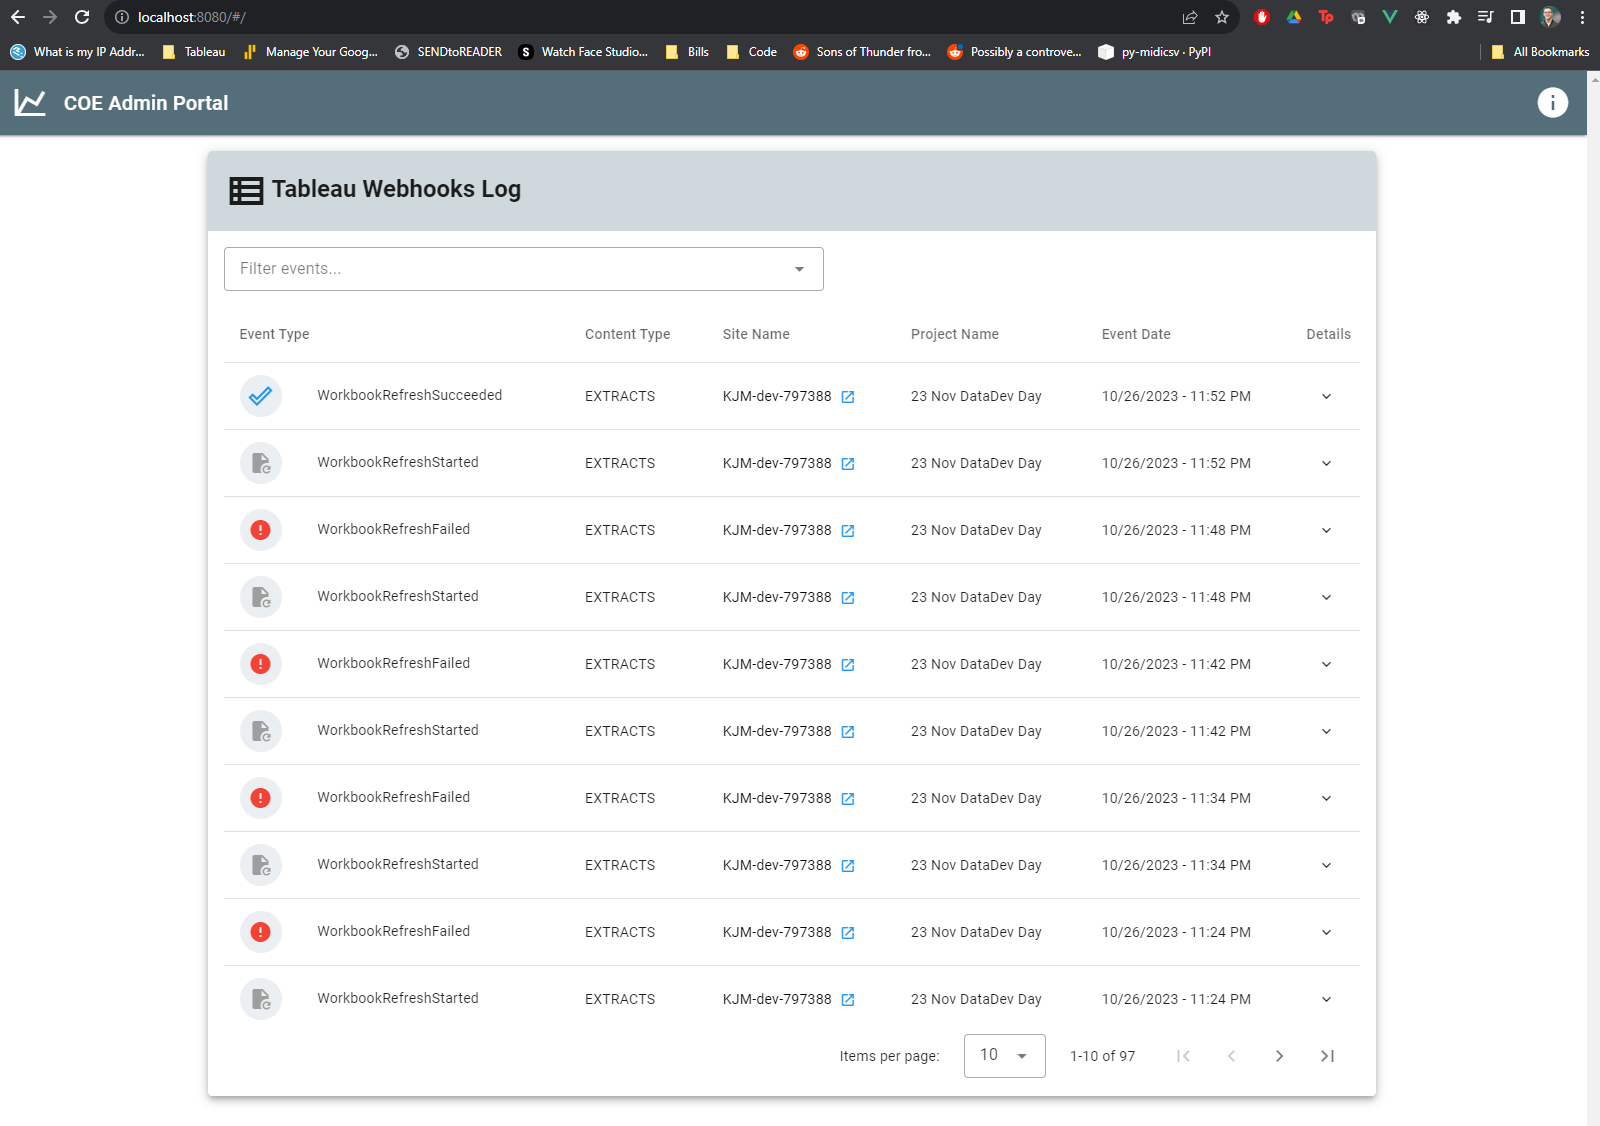 localhost:8080/#/
What is my IP Addr... Tableau Manage Your Goog... SENDtoREADER Watch Face Studio... Bills Code Sons of Thunder fro... Possibly a controve... py-midicsv · PyPI All Bookmarks
COE Admin Portal
Tableau Webhooks Log
Filter events...
Event Type Content Type Site Name Project Name Event Date Details
WorkbookRefreshSucceeded EXTRACTS KJM-dev-797388 23 Nov DataDev Day 10/26/2023 - 11:52 PM
WorkbookRefreshStarted EXTRACTS KJM-dev-797388 23 Nov DataDev Day 10/26/2023 - 11:52 PM
WorkbookRefreshFailed EXTRACTS KJM-dev-797388 23 Nov DataDev Day 10/26/2023 - 11:48 PM
WorkbookRefreshStarted EXTRACTS KJM-dev-797388 23 Nov DataDev Day 10/26/2023 - 11:48 PM
WorkbookRefreshFailed EXTRACTS KJM-dev-797388 23 Nov DataDev Day 10/26/2023 - 11:42 PM
WorkbookRefreshStarted EXTRACTS KJM-dev-797388 23 Nov DataDev Day 10/26/2023 - 11:42 PM
WorkbookRefreshFailed EXTRACTS KJM-dev-797388 23 Nov DataDev Day 10/26/2023 - 11:34 PM
WorkbookRefreshStarted EXTRACTS KJM-dev-797388 23 Nov DataDev Day 10/26/2023 - 11:34 PM
WorkbookRefreshFailed EXTRACTS KJM-dev-797388 23 Nov DataDev Day 10/26/2023 - 11:24 PM
WorkbookRefreshStarted EXTRACTS KJM-dev-797388 23 Nov DataDev Day 10/26/2023 - 11:24 PM
Items per page: 10 1-10 of 97